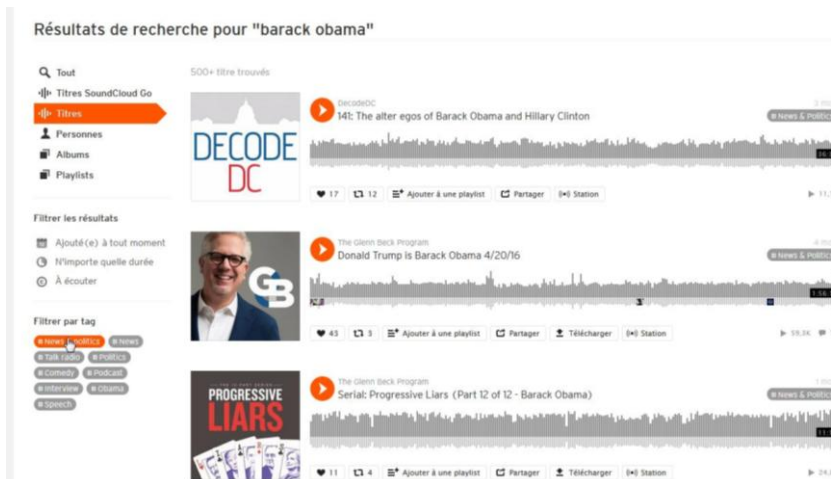 Résultats de recherche pour "barack obama"
Tout
Titres SoundCloud Go
Titres
Personnes
Albums
Playlists
Filtrer les résultats
Ajouté(e) à tout moment
N'importe quelle durée
À écouter
Filtrer par tag
# News & politics # News
# Talk radio # Politics
# Comedy # Podcast
# Interview # Obama
# Speech
500+ titre trouvés
DECODE
DC
DecodeDC
141: The alter egos of Barack Obama and Hillary Clinton
# News & Politics
17 12 Ajouter à une playlist Partager Station
GB
The Glenn Beck Program
Donald Trump is Barack Obama 4/20/16
# News & Politics
43 3 Ajouter à une playlist Partager Télécharger Station 59,3K
PROGRESSIVE
LIARS
The Glenn Beck Program
Serial: Progressive Liars (Part 12 of 12 - Barack Obama)
# News & Politics
11 4 Ajouter à une playlist Partager Télécharger Station